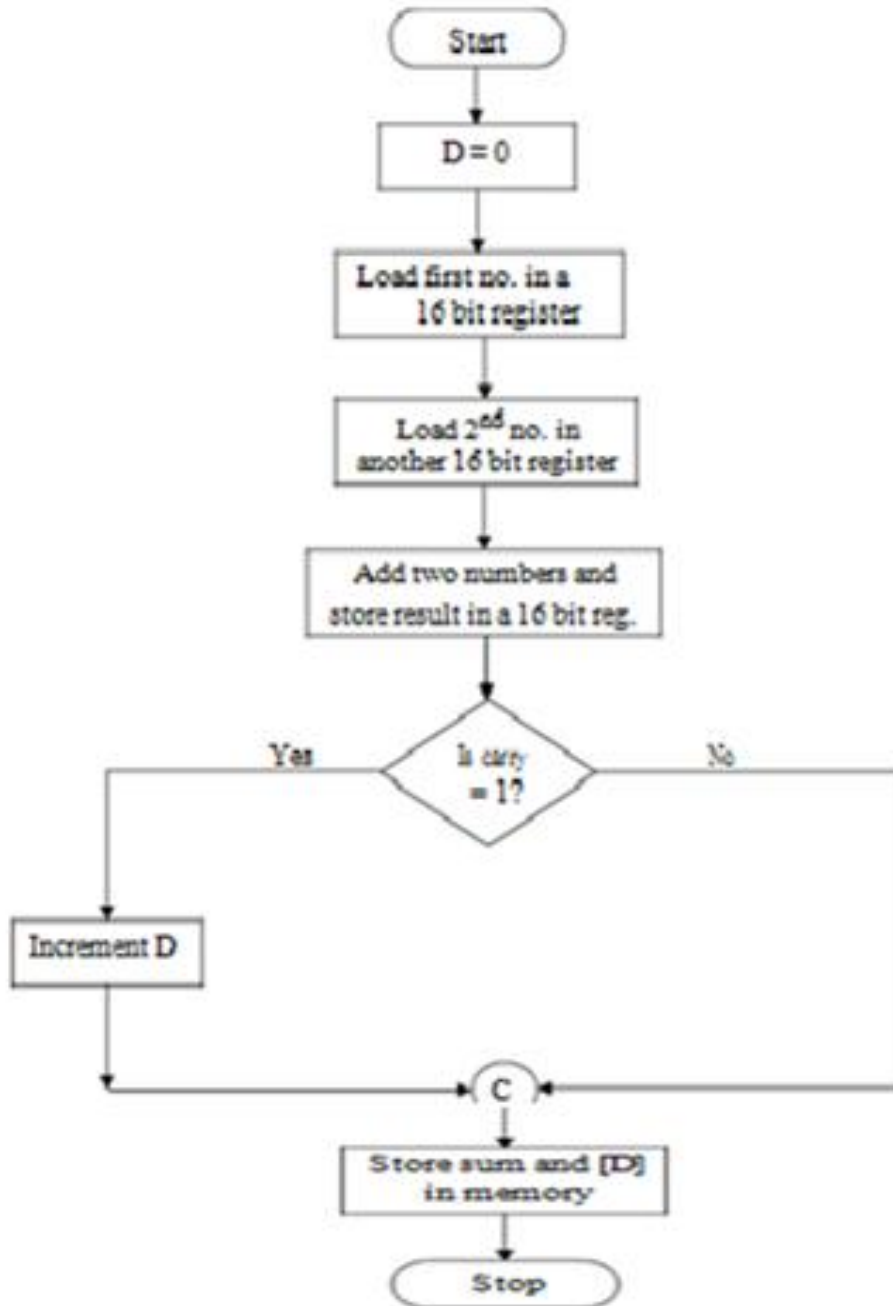 Start
D = 0
Load first no. in a
16 bit register
Load 2nd no. in
another 16 bit register
Add two numbers and
store result in a 16 bit reg.
Is carry
= 1?
Yes
No
Increment D
C
Store sum and [D]
in memory
Stop